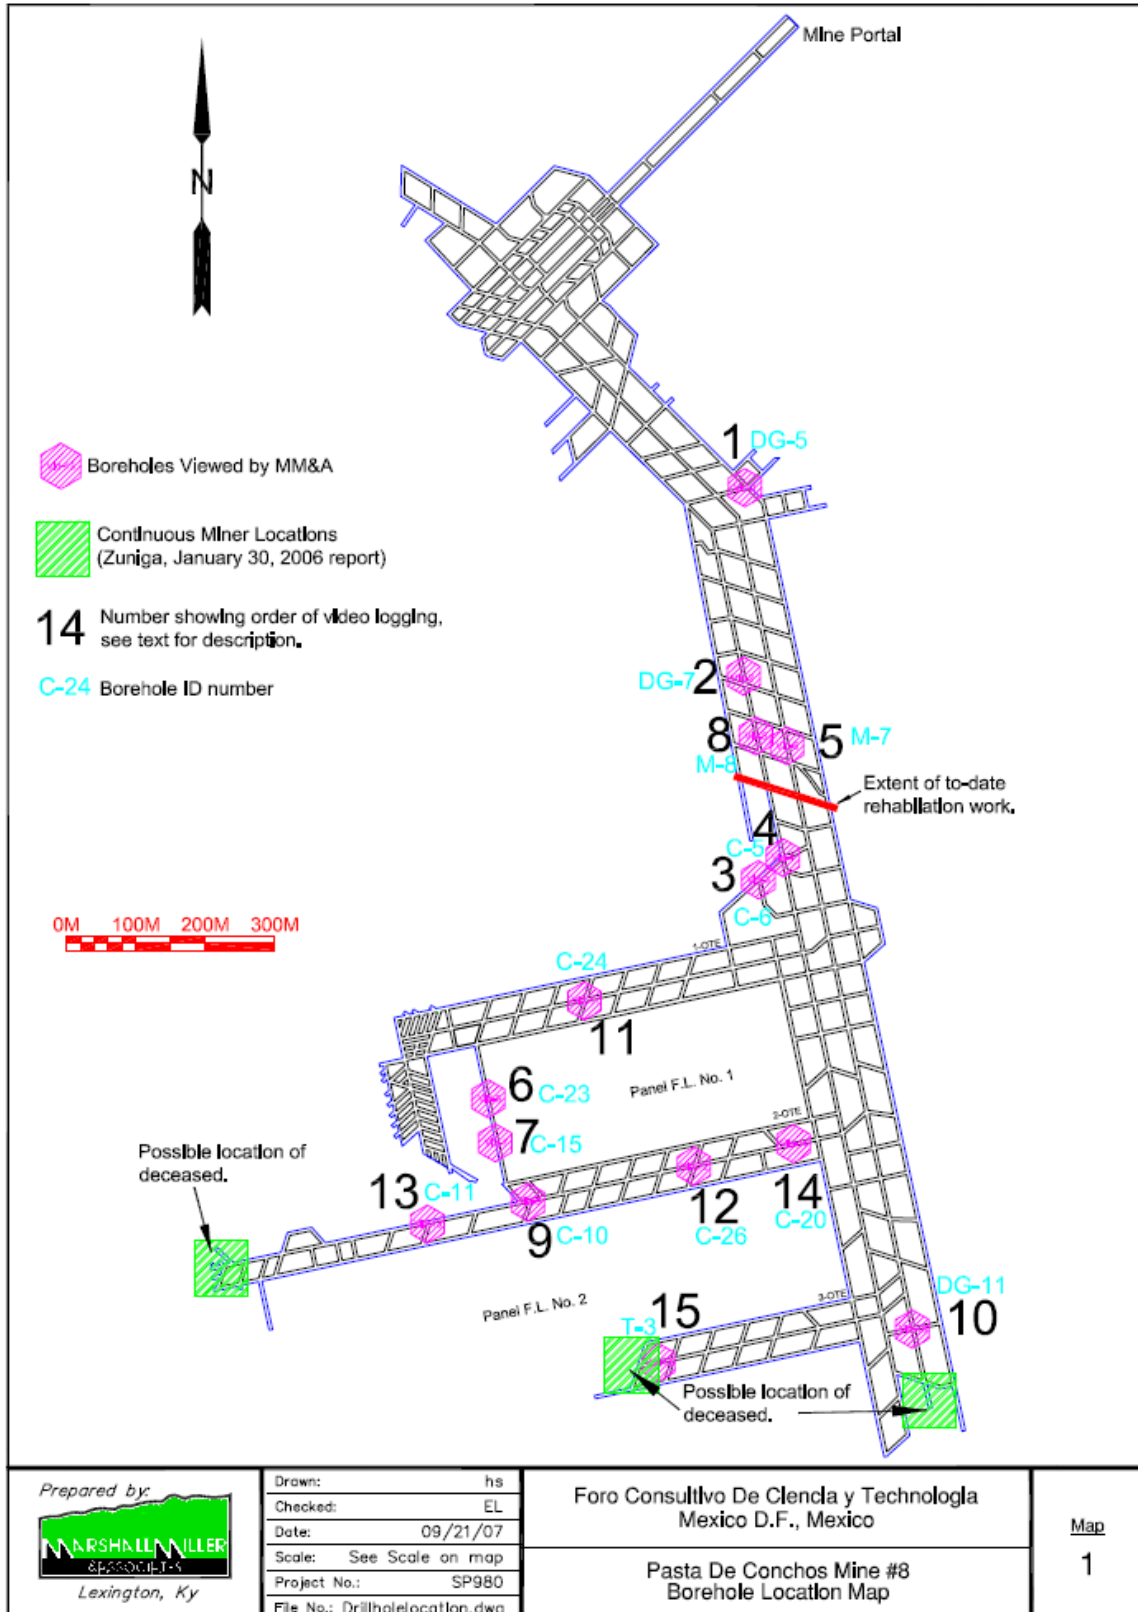 Mine Portal
N
1 DG-5
Boreholes Viewed by MM&A
Continuous Miner Locations
(Zuniga, January 30, 2006 report)
14 Number showing order of video logging,
see text for description.
C-24 Borehole ID number
DG-7 2
8 M-8
5 M-7
Extent of to-date
rehabliation work.
4
C-5
3
C-6
0M 100M 200M 300M
1-OTE
C-24
11
6 C-23
Panel F.L. No. 1
7 C-15
2-OTE
Possible location of
deceased.
13 C-11
9 C-10
12
C-26
14
C-20
Panel F.L. No. 2
3-OTE
DG-11
10
T-3 15
Possible location of
deceased.
Prepared by:
MARSHALL MILLER
& ASSOCIATES
Lexington, Ky
Drawn: hs
Checked: EL
Date: 09/21/07
Scale: See Scale on map
Project No.: SP980
File No.: Drillholelocation.dwg
Foro Consultivo De Ciencia y Technologia
Mexico D.F., Mexico
Pasta De Conchos Mine #8
Borehole Location Map
Map
1